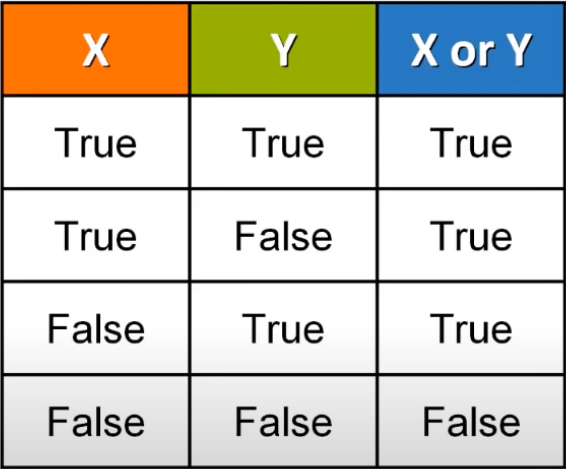 X Y X or Y
True True True
True False True
False True True
False False False